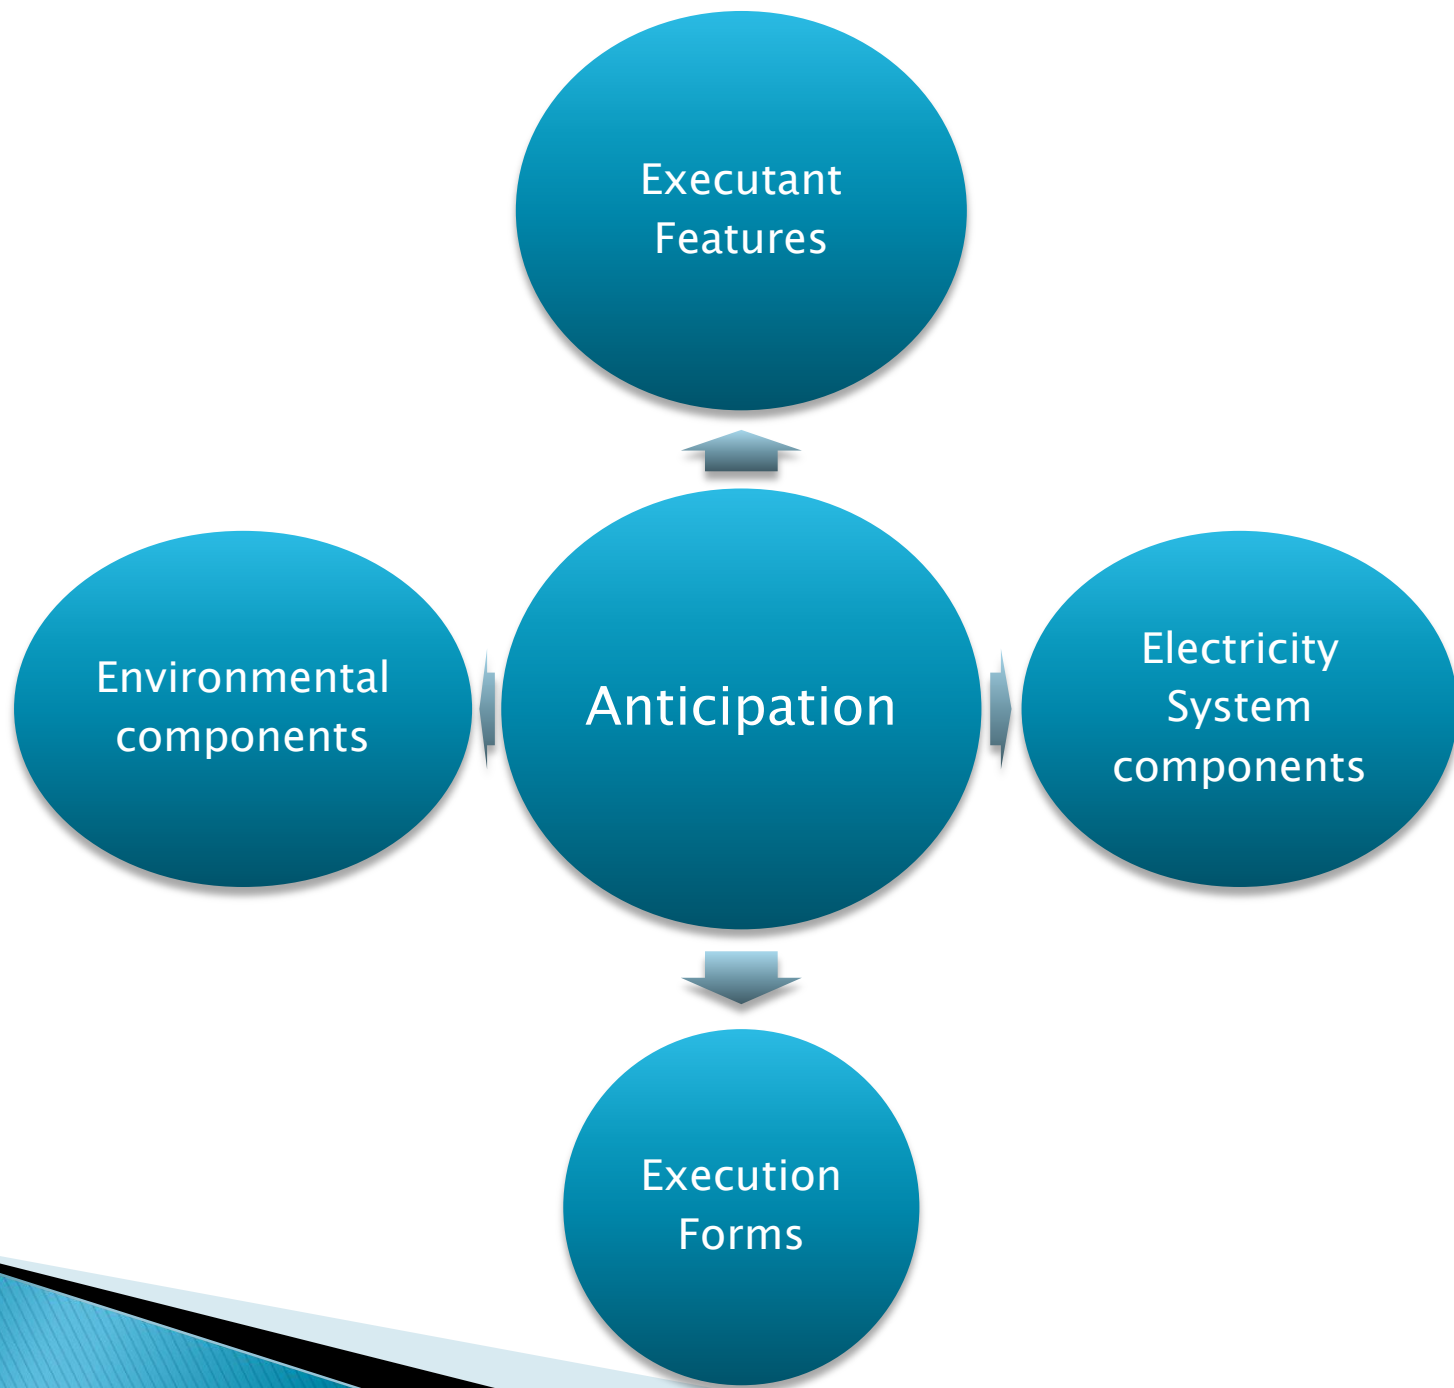 Executant
Features
Environmental
components
Anticipation
Electricity
System
components
Execution
Forms